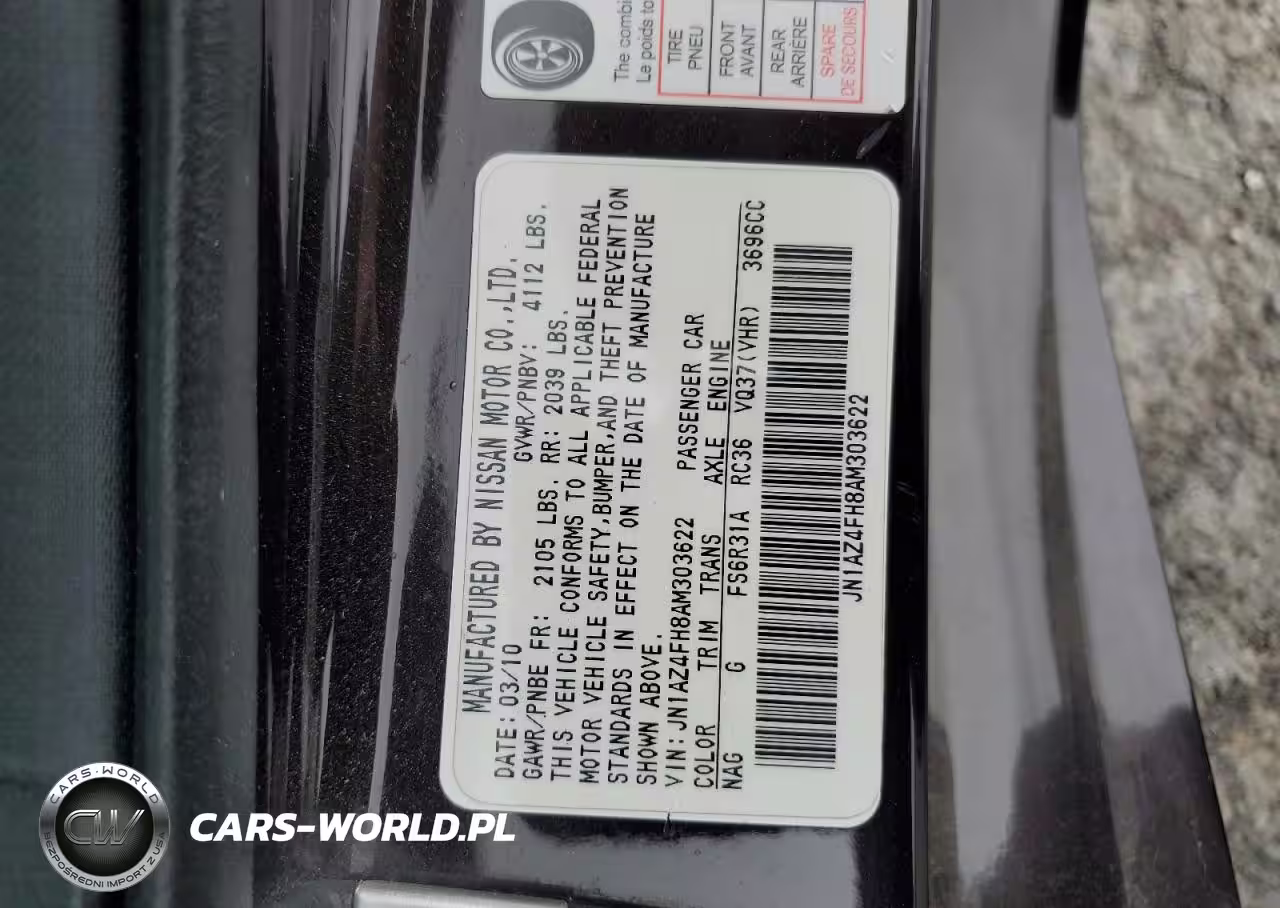 The combi
Le poids to
TIRE
PNEU
FRONT
AVANT
REAR
ARRIÈRE
SPARE
DE SECOURS
MANUFACTURED BY NISSAN MOTOR CO.,LTD.
DATE: 03/10 GVWR/PNBV: 4112 LBS.
GAWR/PNBE FR: 2105 LBS. RR: 2039 LBS.
THIS VEHICLE CONFORMS TO ALL APPLICABLE FEDERAL
MOTOR VEHICLE SAFETY,BUMPER,AND THEFT PREVENTION
STANDARDS IN EFFECT ON THE DATE OF MANUFACTURE
SHOWN ABOVE.
VIN: JN1AZ4FH8AM303622 PASSENGER CAR
COLOR TRIM TRANS AXLE ENGINE
NAG G FS6R31A RC36 VQ37(VHR) 3696CC
JN1AZ4FH8AM303622
CARS-WORLD
CW
BEZPOŚREDNI IMPORT Z USA
CARS-WORLD.PL